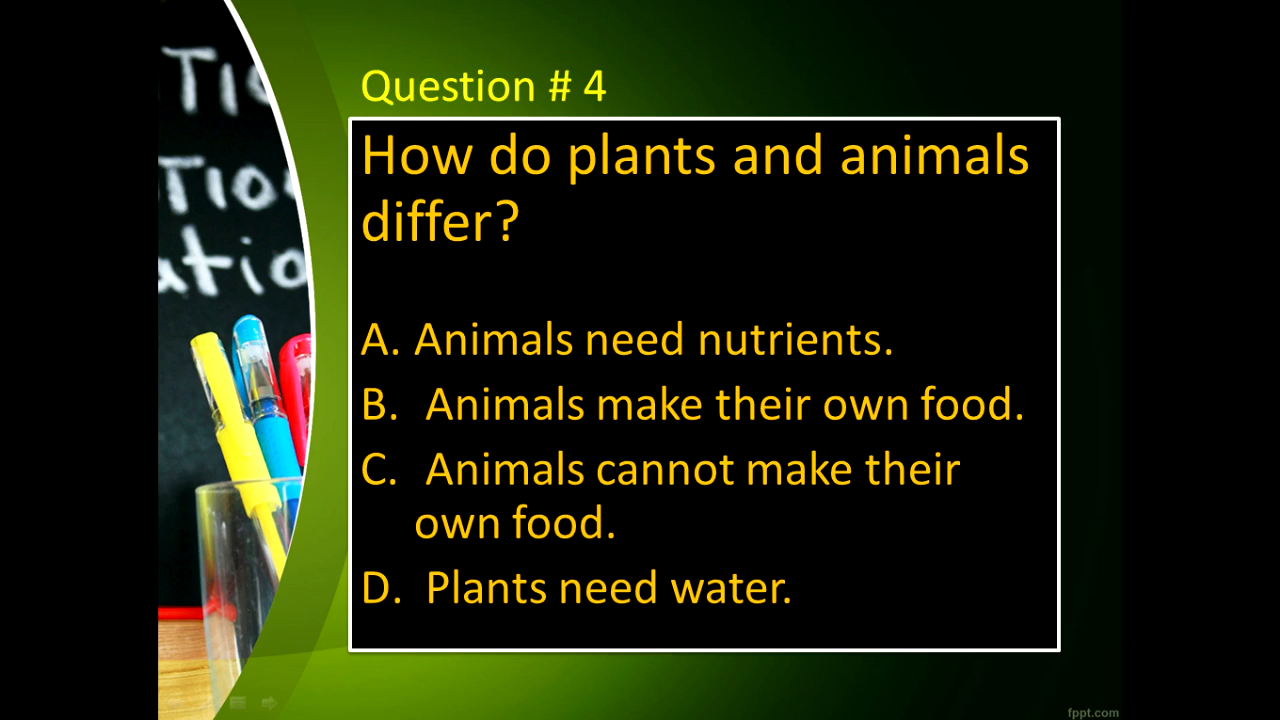 Question # 4
How do plants and animals
differ?
A. Animals need nutrients.
B. Animals make their own food.
C. Animals cannot make their
own food.
D. Plants need water.
fppt.com